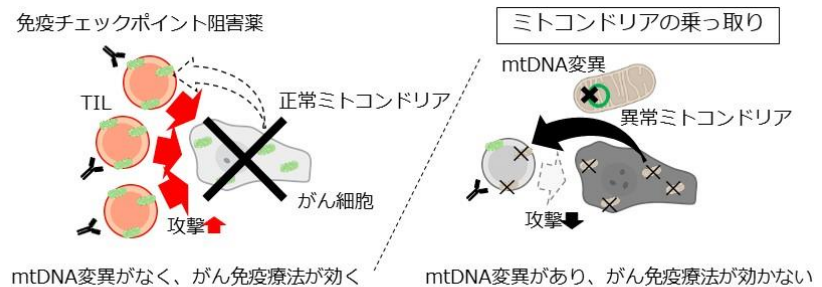 免疫チェックポイント阻害薬
TIL
正常ミトコンドリア
がん細胞
攻撃
mtDNA変異がなく、がん免疫療法が効く
ミトコンドリアの乗っ取り
mtDNA変異
異常ミトコンドリア
攻撃
mtDNA変異があり、がん免疫療法が効かない